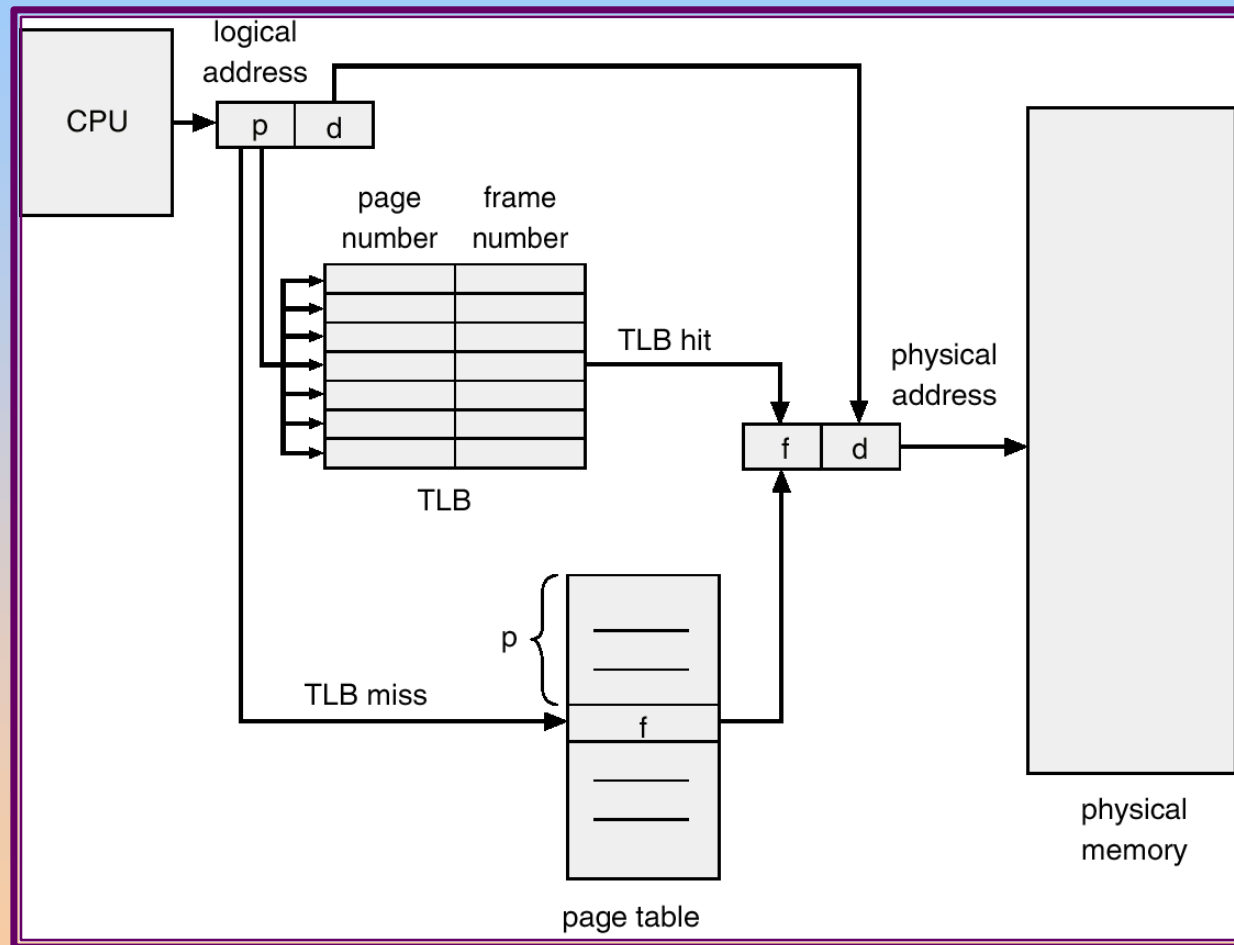 logical
address
CPU
p
d
page
number
frame
number
TLB hit
physical
address
f
d
TLB
p
TLB miss
f
physical
memory
page table